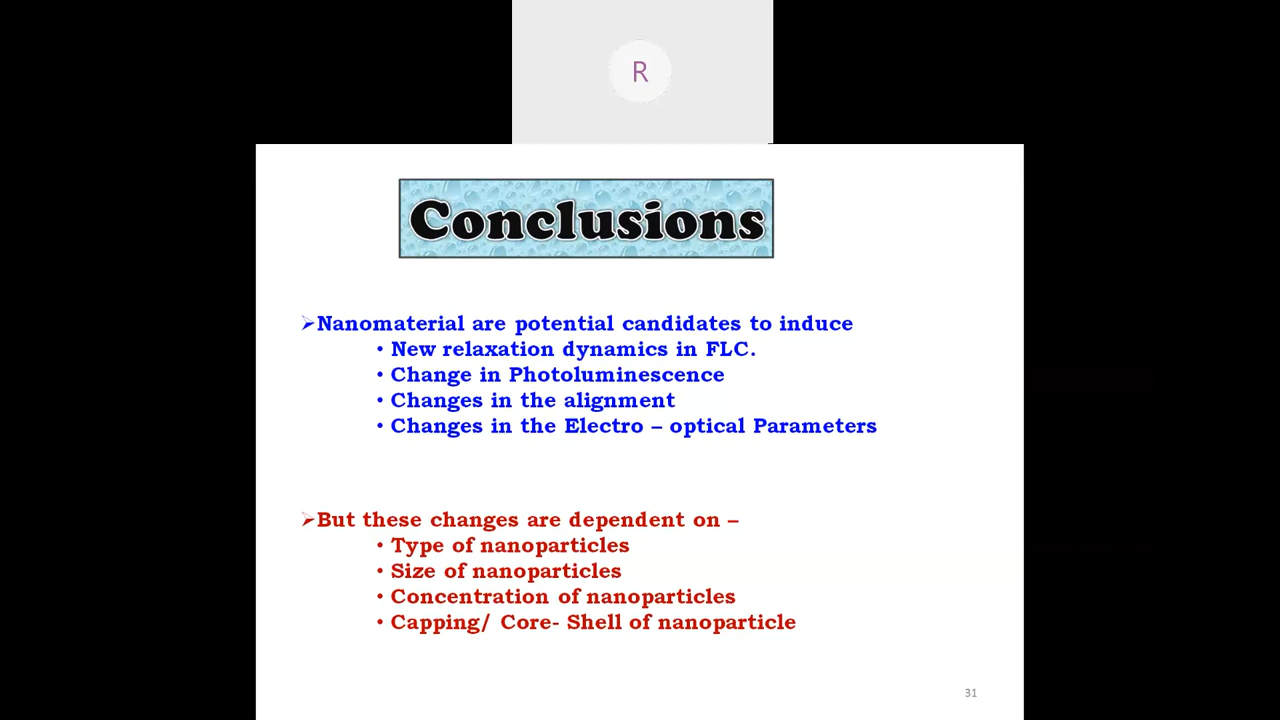 R
Conclusions
➢Nanomaterial are potential candidates to induce
• New relaxation dynamics in FLC.
• Change in Photoluminescence
• Changes in the alignment
• Changes in the Electro – optical Parameters
➢But these changes are dependent on –
• Type of nanoparticles
• Size of nanoparticles
• Concentration of nanoparticles
• Capping/ Core- Shell of nanoparticle
31